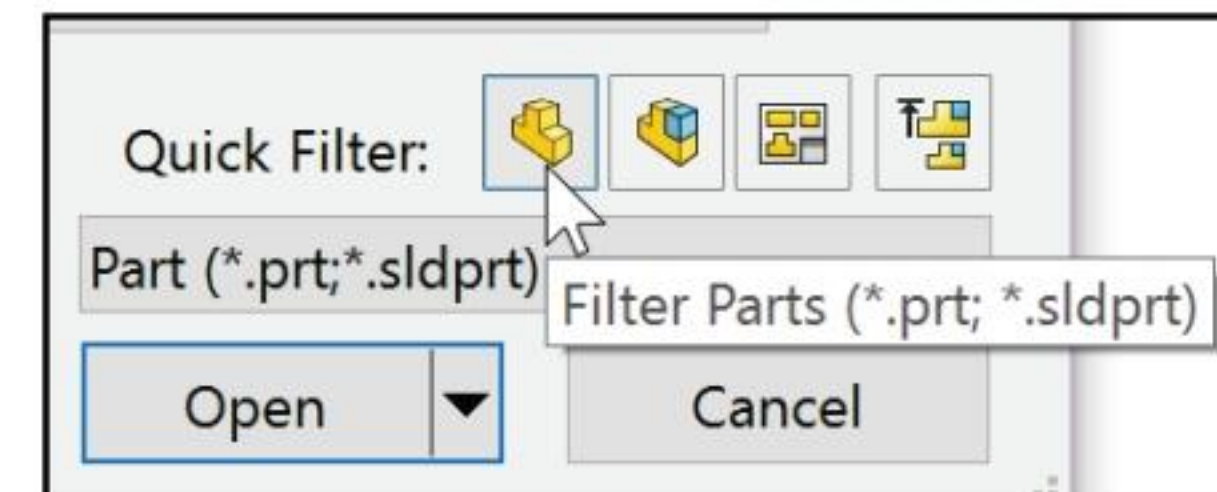 Quick Filter:
Part (*.prt;*.sldprt)
Filter Parts (*.prt; *.sldprt)
Open
Cancel